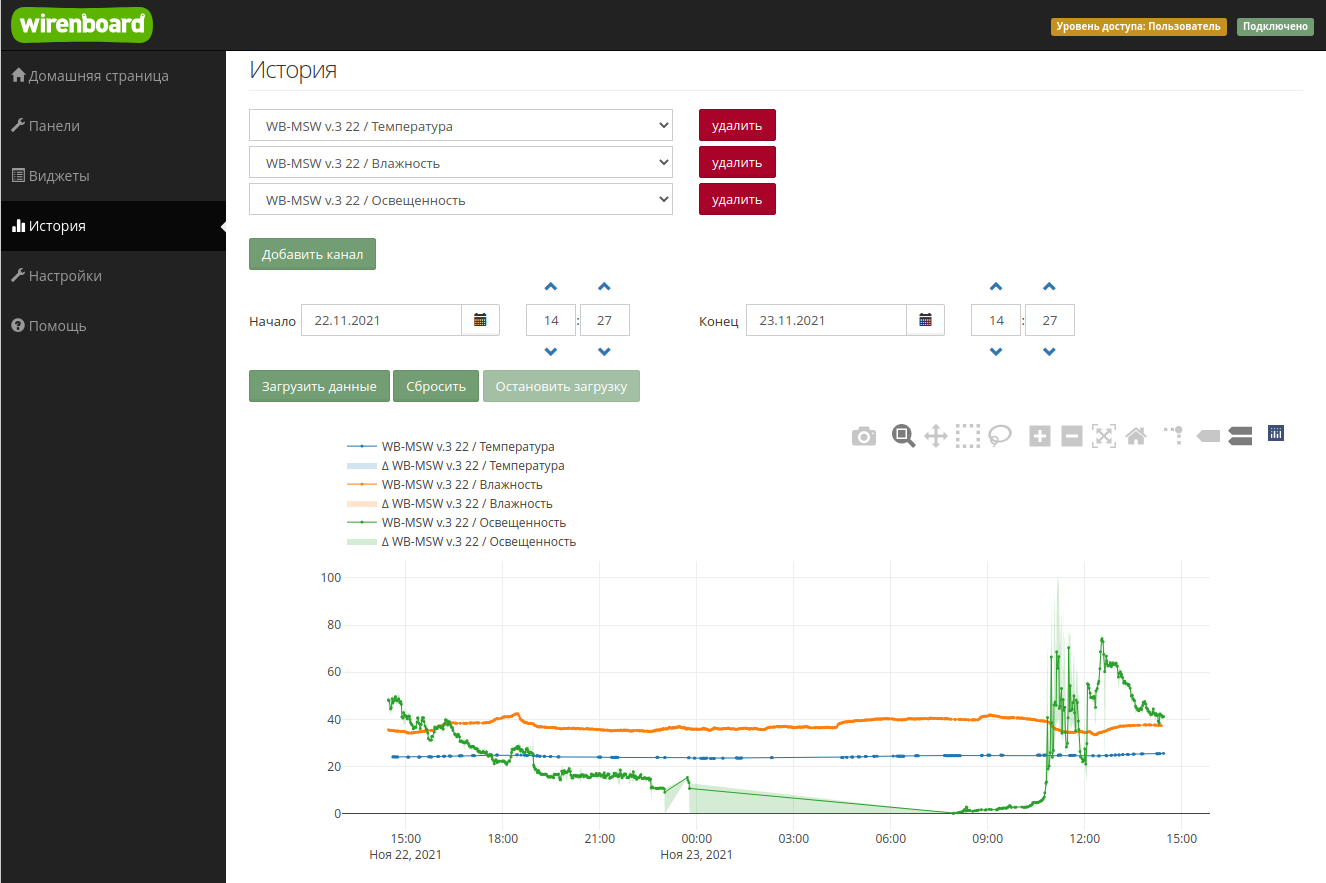 wirenboard
Уровень доступа: Пользователь
Подключено
Домашняя страница
Панели
Виджеты
История
Настройки
Помощь
История
WB-MSW v.3 22 / Температура
удалить
WB-MSW v.3 22 / Влажность
удалить
WB-MSW v.3 22 / Освещенность
удалить
Добавить канал
Начало 22.11.2021 14 : 27
Конец 23.11.2021 14 : 27
Загрузить данные
Сбросить
Остановить загрузку
WB-MSW v.3 22 / Температура
Δ WB-MSW v.3 22 / Температура
WB-MSW v.3 22 / Влажность
Δ WB-MSW v.3 22 / Влажность
WB-MSW v.3 22 / Освещенность
Δ WB-MSW v.3 22 / Освещенность
100
80
60
40
20
0
15:00 18:00 21:00 00:00 03:00 06:00 09:00 12:00 15:00
Ноя 22, 2021 Ноя 23, 2021